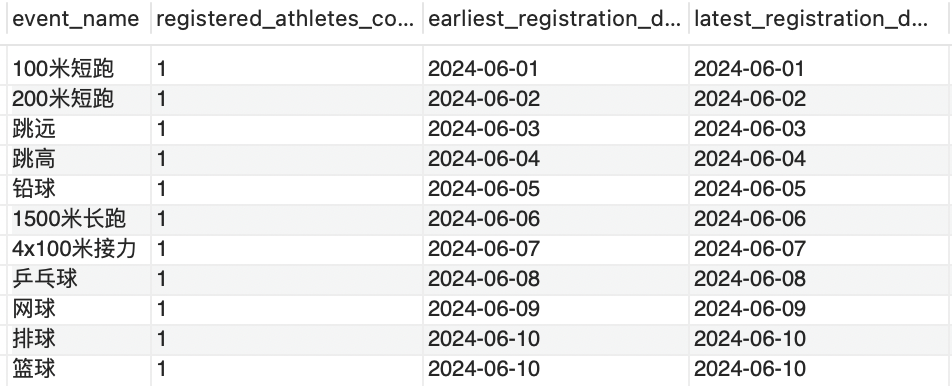 event_name registered_athletes_co... earliest_registration_d... latest_registration_d...
100米短跑 1 2024-06-01 2024-06-01
200米短跑 1 2024-06-02 2024-06-02
跳远 1 2024-06-03 2024-06-03
跳高 1 2024-06-04 2024-06-04
铅球 1 2024-06-05 2024-06-05
1500米长跑 1 2024-06-06 2024-06-06
4x100米接力 1 2024-06-07 2024-06-07
乒乓球 1 2024-06-08 2024-06-08
网球 1 2024-06-09 2024-06-09
排球 1 2024-06-10 2024-06-10
篮球 1 2024-06-10 2024-06-10